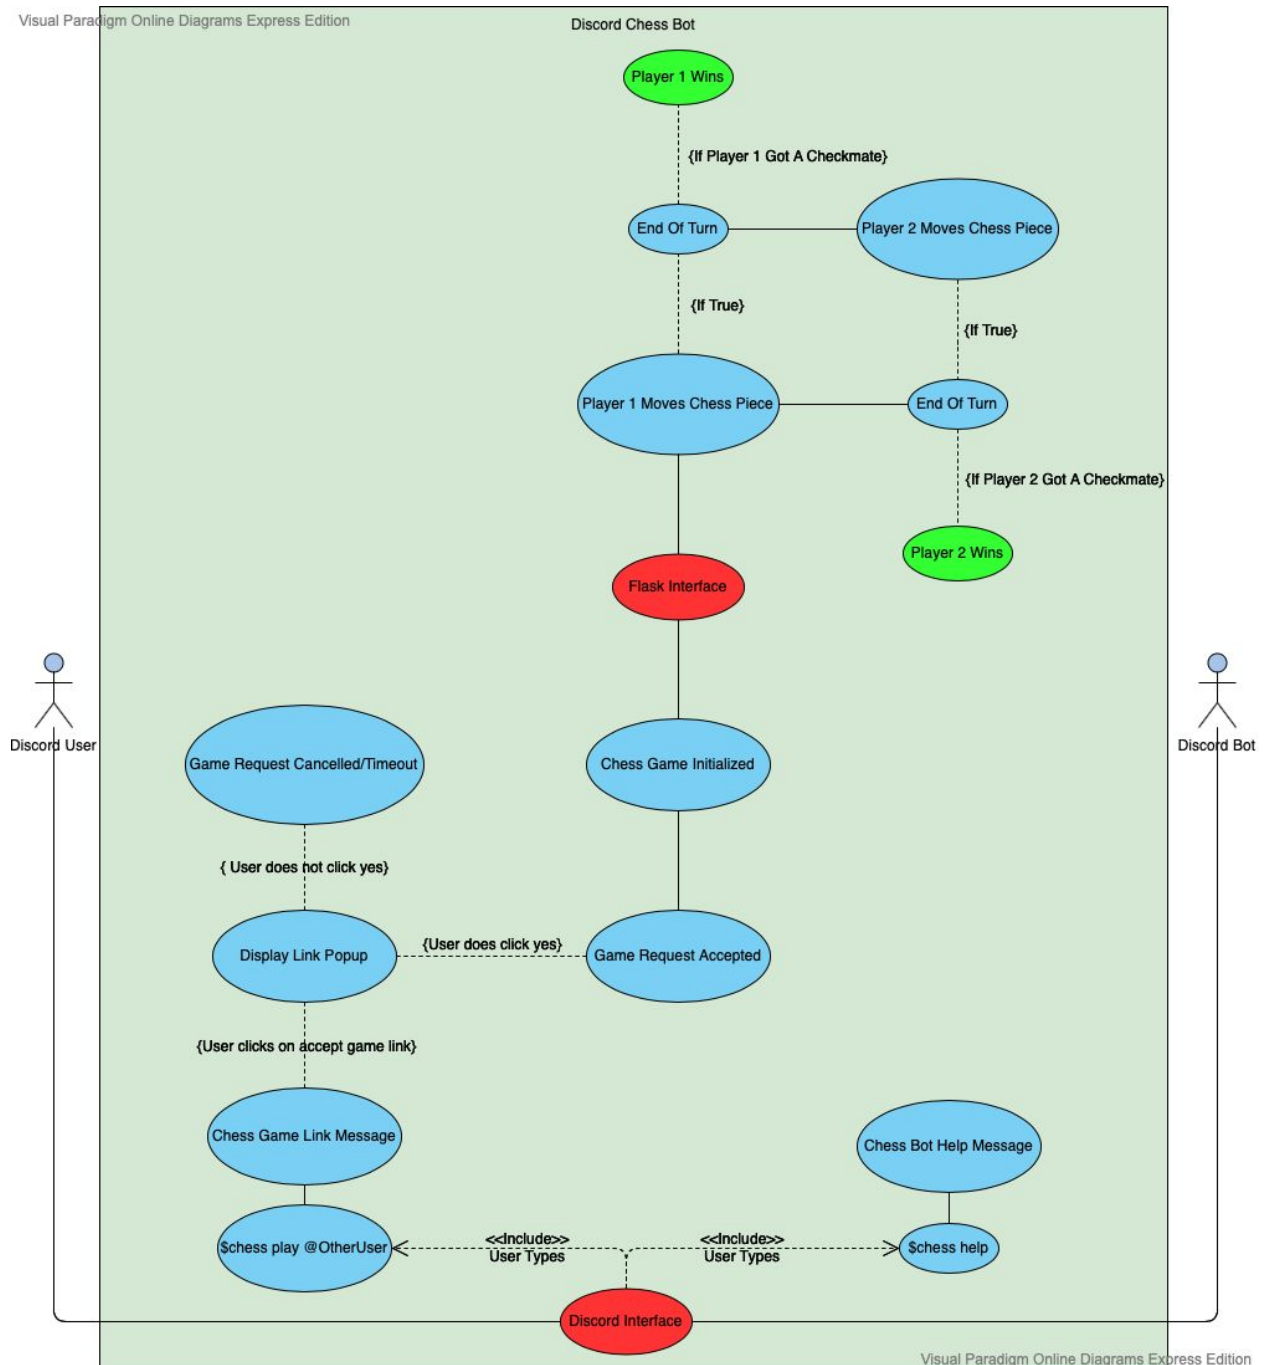 Visual Paradigm Online Diagrams Express Edition
Discord Chess Bot
Player 1 Wins
{If Player 1 Got A Checkmate}
End Of Turn
Player 2 Moves Chess Piece
{If True}
{If True}
Player 1 Moves Chess Piece
End Of Turn
{If Player 2 Got A Checkmate}
Player 2 Wins
Flask Interface
Discord User
Discord Bot
Game Request Cancelled/Timeout
Chess Game Initialized
{ User does not click yes}
Display Link Popup
{User does click yes}
Game Request Accepted
{User clicks on accept game link}
Chess Game Link Message
Chess Bot Help Message
$chess play @OtherUser
<<Include>>
User Types
<<Include>>
User Types
$chess help
Discord Interface
Visual Paradigm Online Diagrams Express Edition